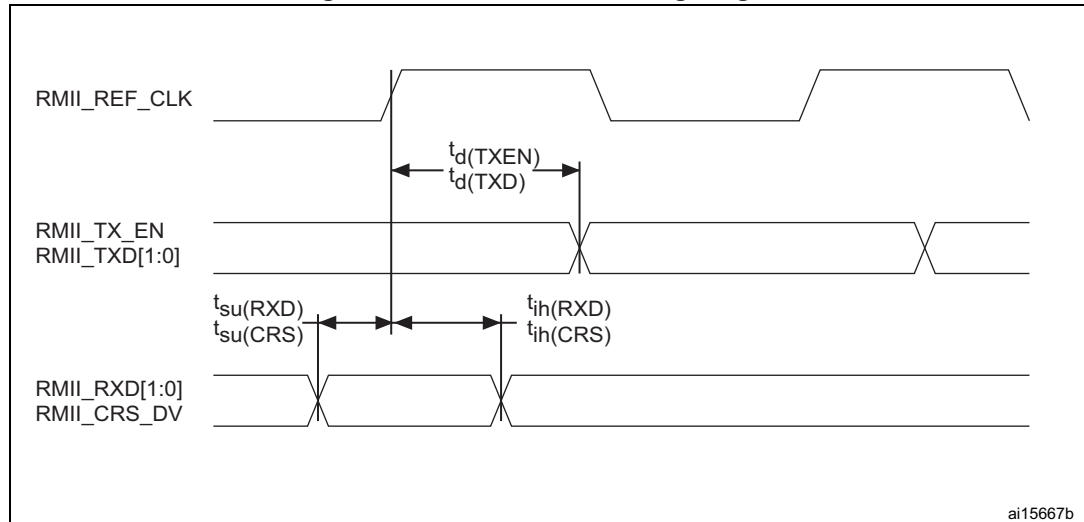 RMII_REF_CLK
td(TXEN)
td(TXD)
RMII_TX_EN
RMII_TXD[1:0]
tsu(RXD)
tsu(CRS)
tih(RXD)
tih(CRS)
RMII_RXD[1:0]
RMII_CRS_DV
ai15667b